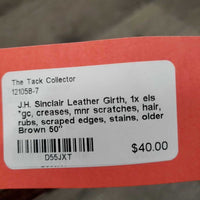 The Tack Collector
12105B-7
J.H. Sinclair Leather Girth, 1x els
*gc, creases, mnr scratches, hair,
rubs, scraped edges, stains, older
Brown 50"
D55JXT
$40.00